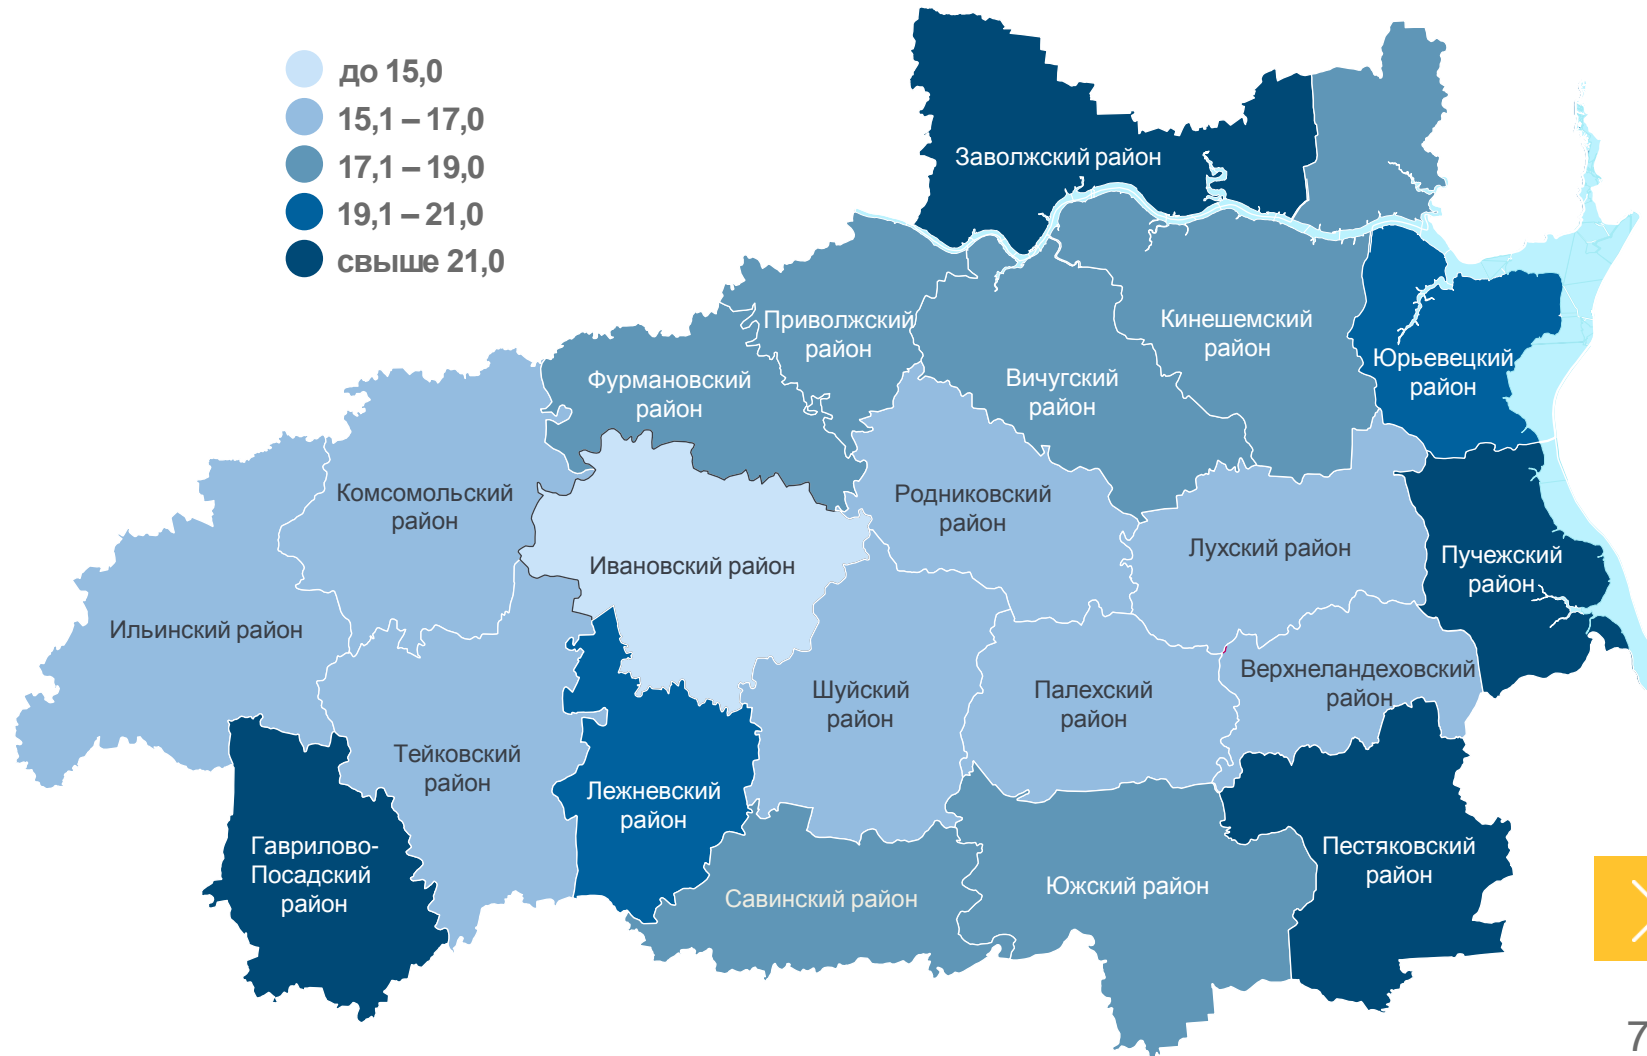 до 15,0
15,1 – 17,0
17,1 – 19,0
19,1 – 21,0
свыше 21,0
Заволжский район
Приволжский
район
Кинешемский
район
Юрьевецкий
район
Фурмановский
район
Вичугский
район
Комсомольский
район
Родниковский
район
Ивановский район
Лухский район
Пучежский
район
Ильинский район
Шуйский
район
Палехский
район
Верхнеландеховский
район
Тейковский
район
Лежневский
район
Гаврилово-
Посадский
район
Савинский район
Южский район
Пестяковский
район
7